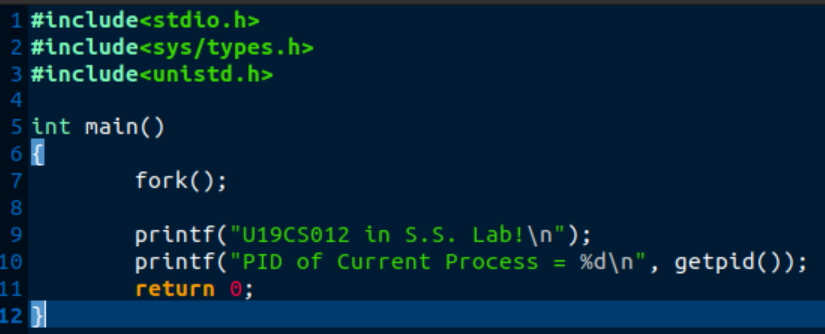 1 #include<stdio.h>
2 #include<sys/types.h>
3 #include<unistd.h>
4
5 int main()
6 {
7 fork();
8
9 printf("U19CS012 in S.S. Lab!\n");
10 printf("PID of Current Process = %d\n", getpid());
11 return 0;
12 }